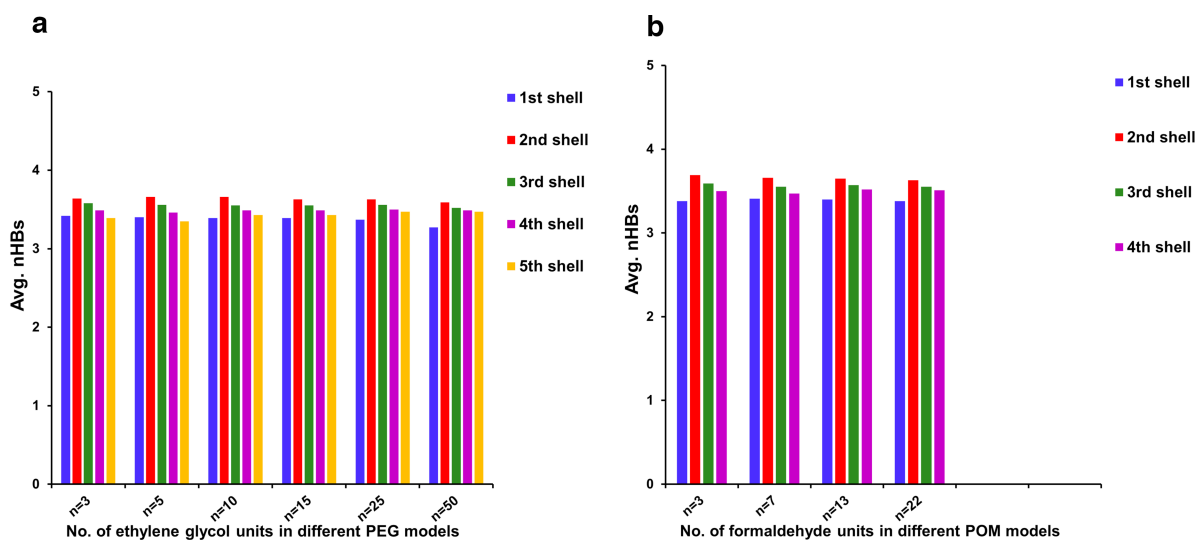 a
Avg. nHBs
5
4
3
2
1
0
n=3
n=5
n=10
n=15
n=25
n=50
No. of ethylene glycol units in different PEG models
1st shell
2nd shell
3rd shell
4th shell
5th shell
b
Avg. nHBs
5
4
3
2
1
0
n=3
n=7
n=13
n=22
No. of formaldehyde units in different POM models
1st shell
2nd shell
3rd shell
4th shell